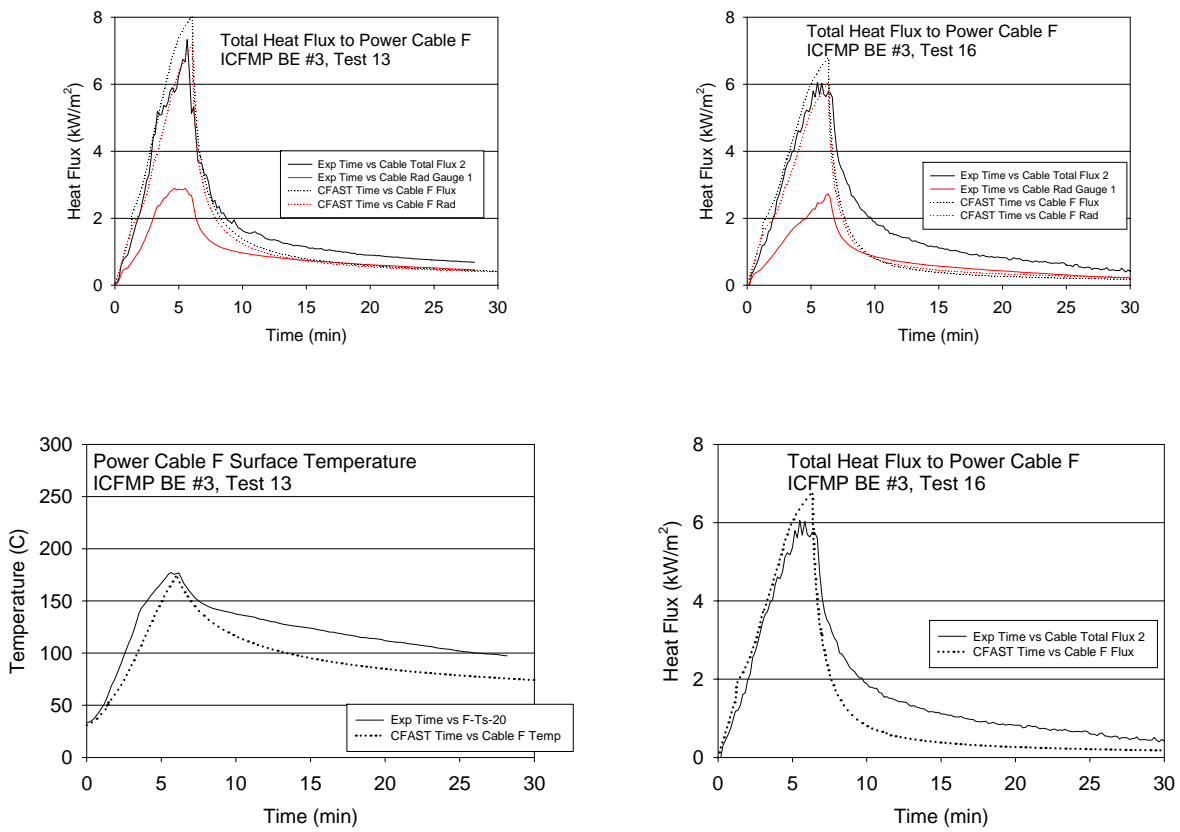 Total Heat Flux to Power Cable F
ICFMP BE #3, Test 13
Heat Flux (kW/m²)
8
6
4
2
0
Exp Time vs Cable Total Flux 2
Exp Time vs Cable Rad Gauge 1
CFAST Time vs Cable F Flux
CFAST Time vs Cable F Rad
0 5 10 15 20 25 30
Time (min)
Total Heat Flux to Power Cable F
ICFMP BE #3, Test 16
Heat Flux (kW/m²)
8
6
4
2
0
Exp Time vs Cable Total Flux 2
Exp Time vs Cable Rad Gauge 1
CFAST Time vs Cable F Flux
CFAST Time vs Cable F Rad
0 5 10 15 20 25 30
Time (min)
Power Cable F Surface Temperature
ICFMP BE #3, Test 13
Temperature (C)
300
250
200
150
100
50
0
Exp Time vs F-Ts-20
CFAST Time vs Cable F Temp
0 5 10 15 20 25 30
Time (min)
Total Heat Flux to Power Cable F
ICFMP BE #3, Test 16
Heat Flux (kW/m²)
8
6
4
2
0
Exp Time vs Cable Total Flux 2
CFAST Time vs Cable F Flux
0 5 10 15 20 25 30
Time (min)